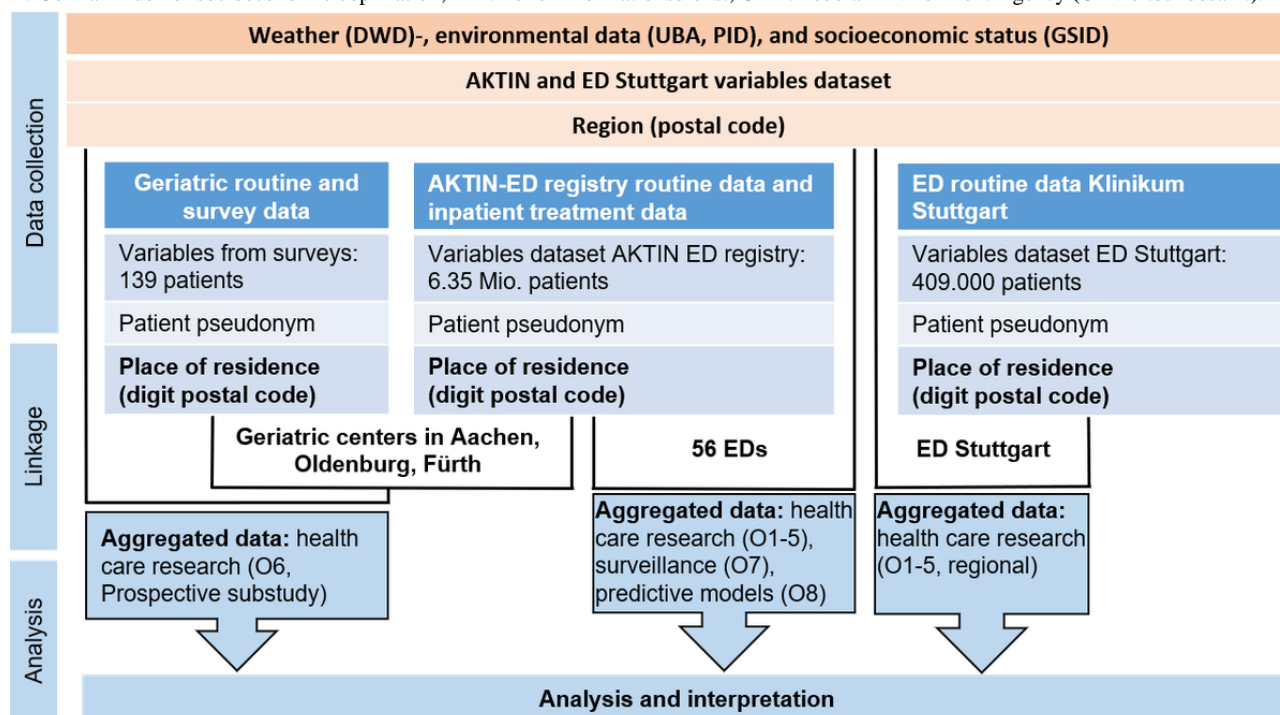 Weather (DWD)-, environmental data (UBA, PID), and socioeconomic status (GSID)
AKTIN and ED Stuttgart variables dataset
Region (postal code)
Data collection
Geriatric routine and
survey data
Variables from surveys:
139 patients
Patient pseudonym
Place of residence
(digit postal code)
AKTIN-ED registry routine data and
inpatient treatment data
Variables dataset AKTIN ED registry:
6.35 Mio. patients
Patient pseudonym
Place of residence
(digit postal code)
ED routine data Klinikum
Stuttgart
Variables dataset ED Stuttgart:
409.000 patients
Patient pseudonym
Place of residence
(digit postal code)
Linkage
Geriatric centers in Aachen,
Oldenburg, Fürth
56 EDs
ED Stuttgart
Aggregated data: health
care research (O6,
Prospective substudy)
Aggregated data: health
care research (O1-5),
surveillance (O7),
predictive models (O8)
Aggregated data:
health care research
(O1-5, regional)
Analysis
Analysis and interpretation